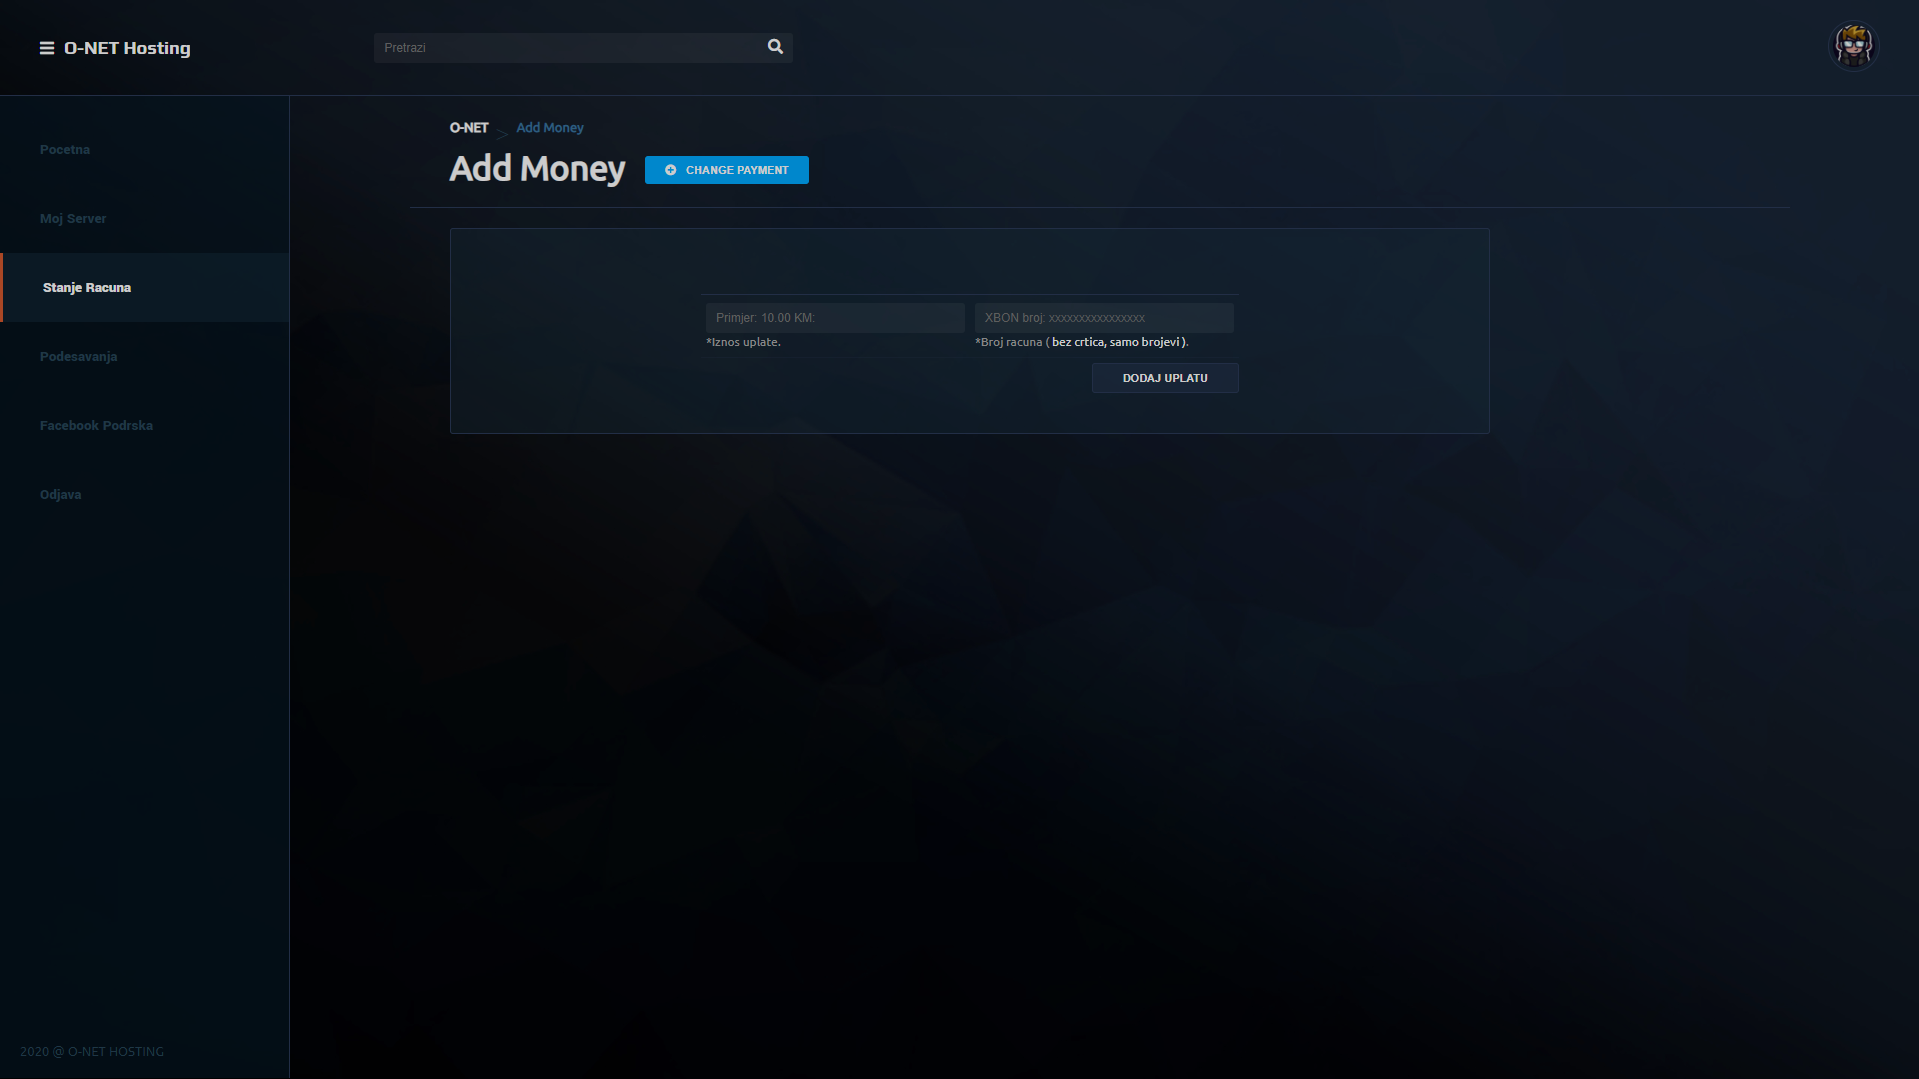 O-NET Hosting
Pretrazi
Pocetna
Moj Server
Stanje Racuna
Podesavanja
Facebook Podrska
Odjava
2020 @ O-NET HOSTING
O-NET > Add Money
Add Money
CHANGE PAYMENT
Primjer: 10.00 KM:
XBON broj: xxxxxxxxxxxxxxxx
*Iznos uplate.
*Broj racuna ( bez crtica, samo brojevi ).
DODAJ UPLATU